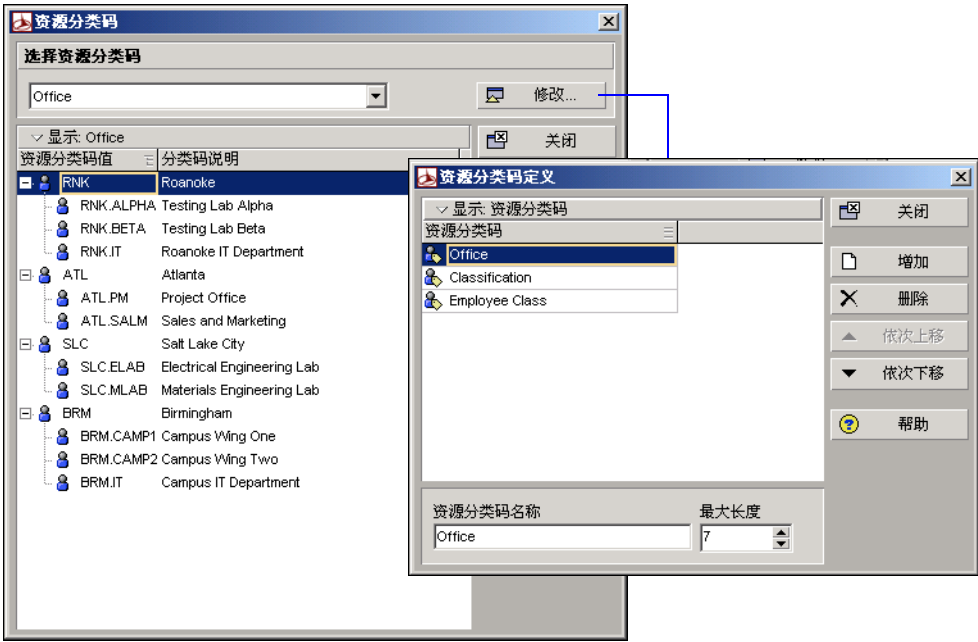 资源分类码
选择资源分类码
Office
修改...
显示: Office
关闭
资源分类码值 分类码说明
RNK Roanoke
RNK.ALPHA Testing Lab Alpha
RNK.BETA Testing Lab Beta
RNK.IT Roanoke IT Department
ATL Atlanta
ATL.PM Project Office
ATL.SALM Sales and Marketing
SLC Salt Lake City
SLC.ELAB Electrical Engineering Lab
SLC.MLAB Materials Engineering Lab
BRM Birmingham
BRM.CAMP1 Campus Wing One
BRM.CAMP2 Campus Wing Two
BRM.IT Campus IT Department
资源分类码定义
显示: 资源分类码
关闭
资源分类码
Office
Classification
Employee Class
增加
删除
依次上移
依次下移
帮助
资源分类码名称 最大长度
Office 7